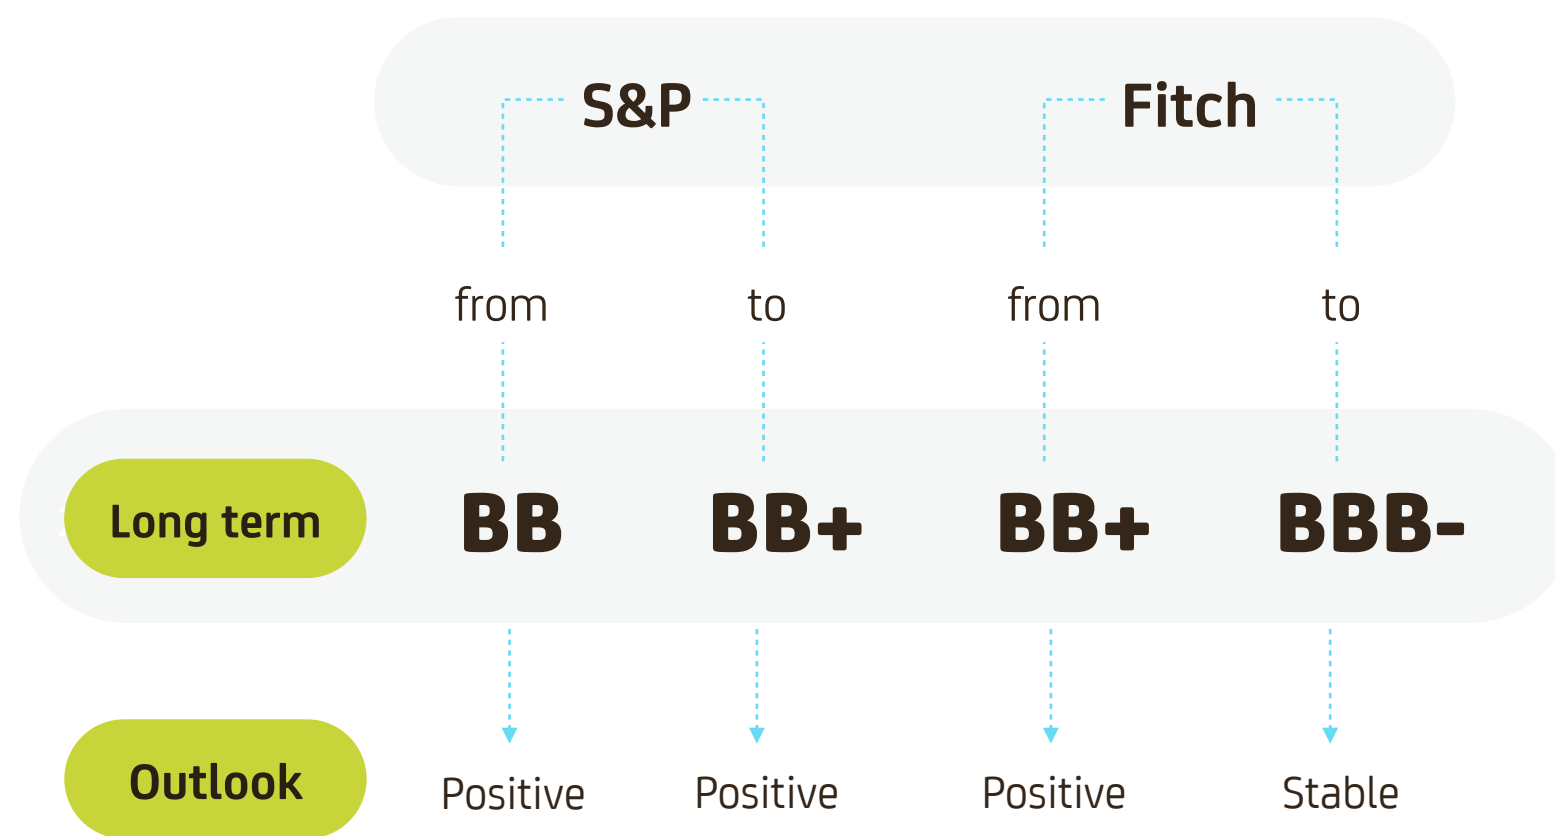 S&P Fitch
from to from to
Long term BB BB+ BB+ BBB-
Outlook Positive Positive Positive Stable